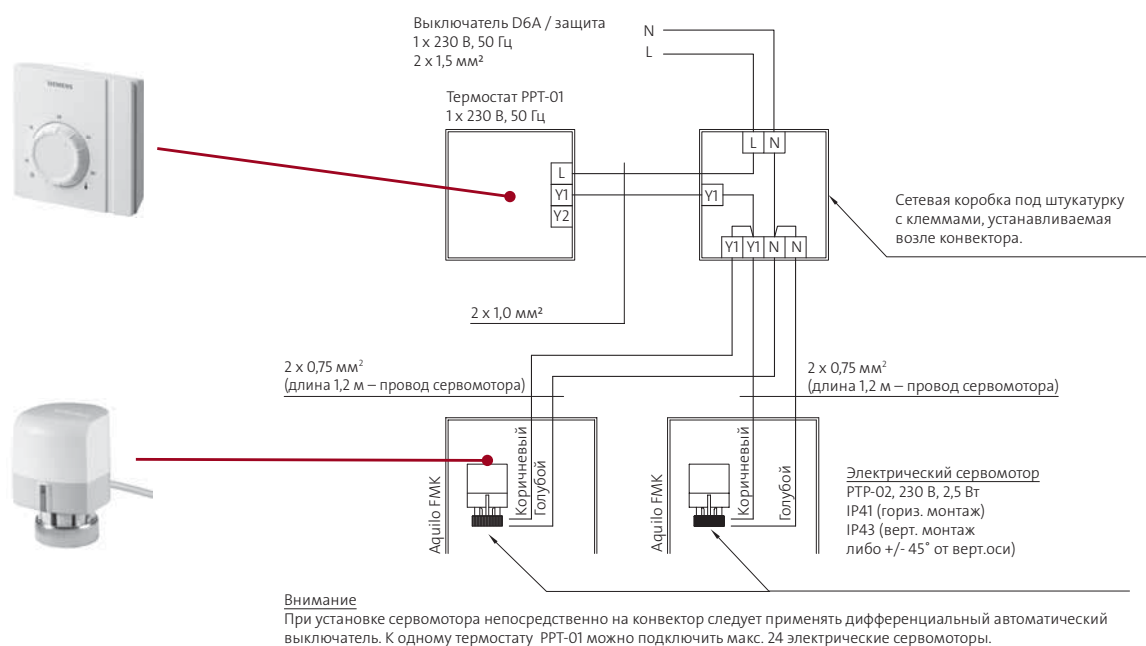 Выключатель D6A / защита
1 x 230 В, 50 Гц
2 x 1,5 мм²
N
L
SIEMENS
Термостат PPT-01
1 x 230 В, 50 Гц
L N
L
Y1
Y2
Y1
Y1 Y1 N N
Сетевая коробка под штукатурку
с клеммами, устанавливаемая
возле конвектора.
2 x 1,0 мм²
2 x 0,75 мм²
(длина 1,2 м – провод сервомотора)
2 x 0,75 мм²
(длина 1,2 м – провод сервомотора)
Aquilo FMK
Коричневый
Голубой
Aquilo FMK
Коричневый
Голубой
Электрический сервомотор
РТР-02, 230 В, 2,5 Вт
IP41 (гориз. монтаж)
IP43 (верт. монтаж
либо +/- 45° от верт.оси)
Внимание
При установке сервомотора непосредственно на конвектор следует применять дифференциальный автоматический
выключатель. К одному термостату PPT-01 можно подключить макс. 24 электрические сервомоторы.